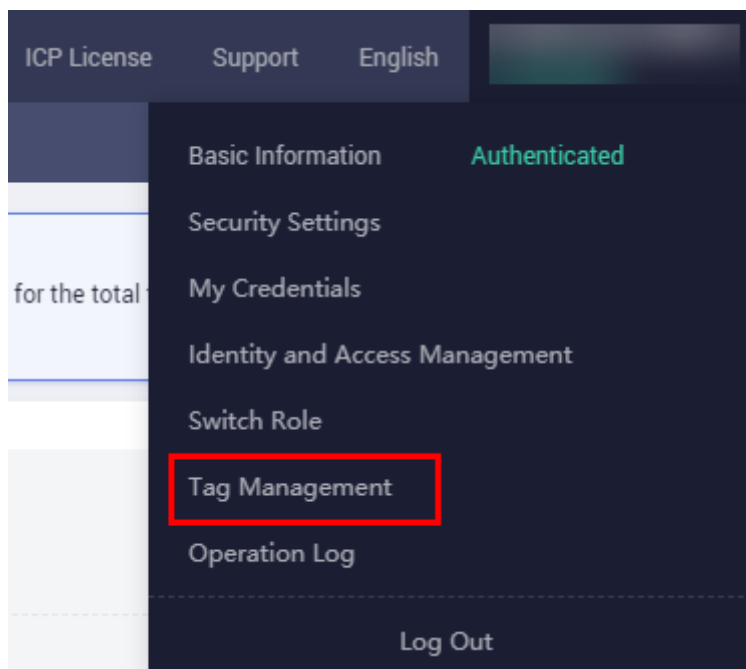 ICP License Support English
Basic Information Authenticated
Security Settings
for the total
My Credentials
Identity and Access Management
Switch Role
Tag Management
Operation Log
Log Out